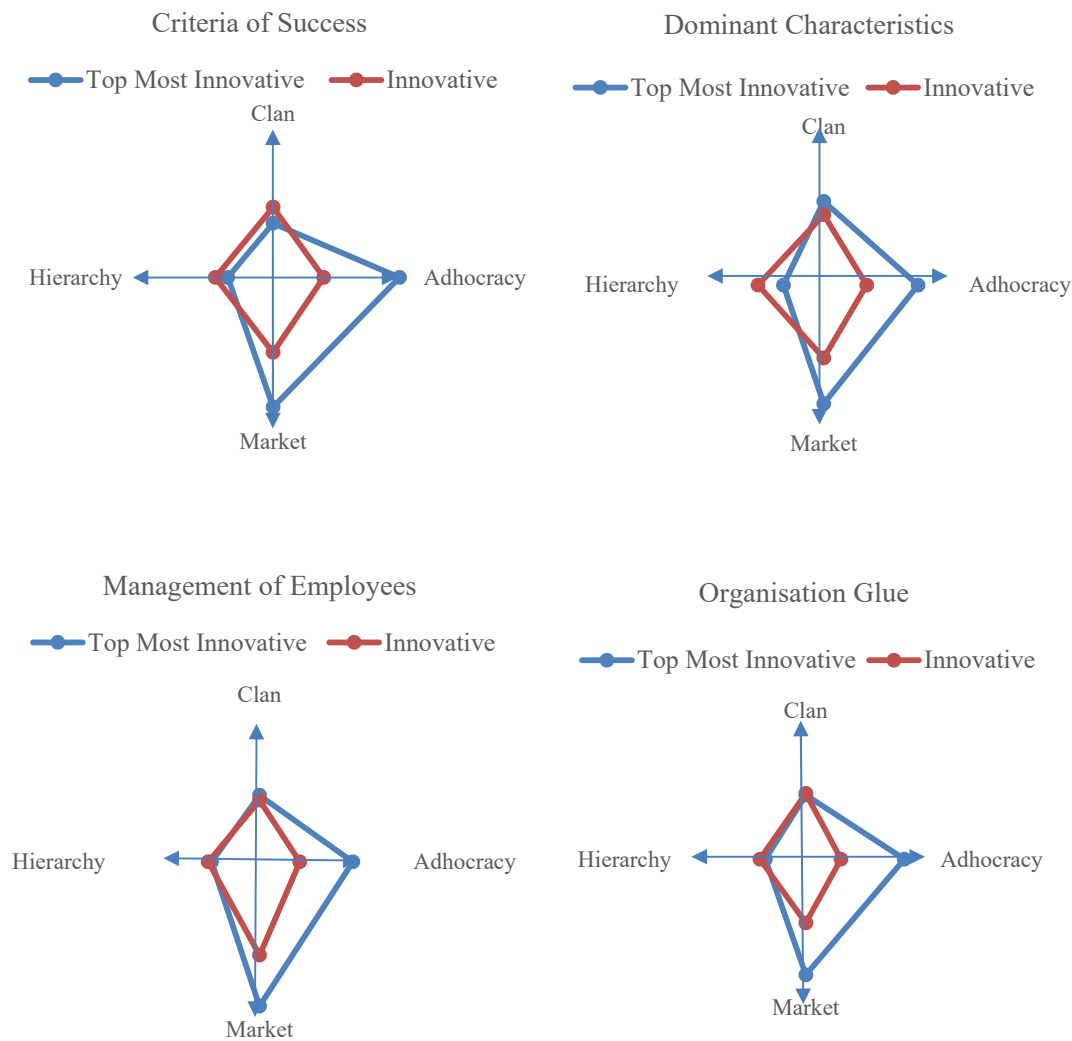 Criteria of Success
Top Most Innovative Innovative
Clan
Hierarchy Adhocracy
Market
Dominant Characteristics
Top Most Innovative Innovative
Clan
Hierarchy Adhocracy
Market
Management of Employees
Top Most Innovative Innovative
Clan
Hierarchy Adhocracy
Market
Organisation Glue
Top Most Innovative Innovative
Clan
Hierarchy Adhocracy
Market